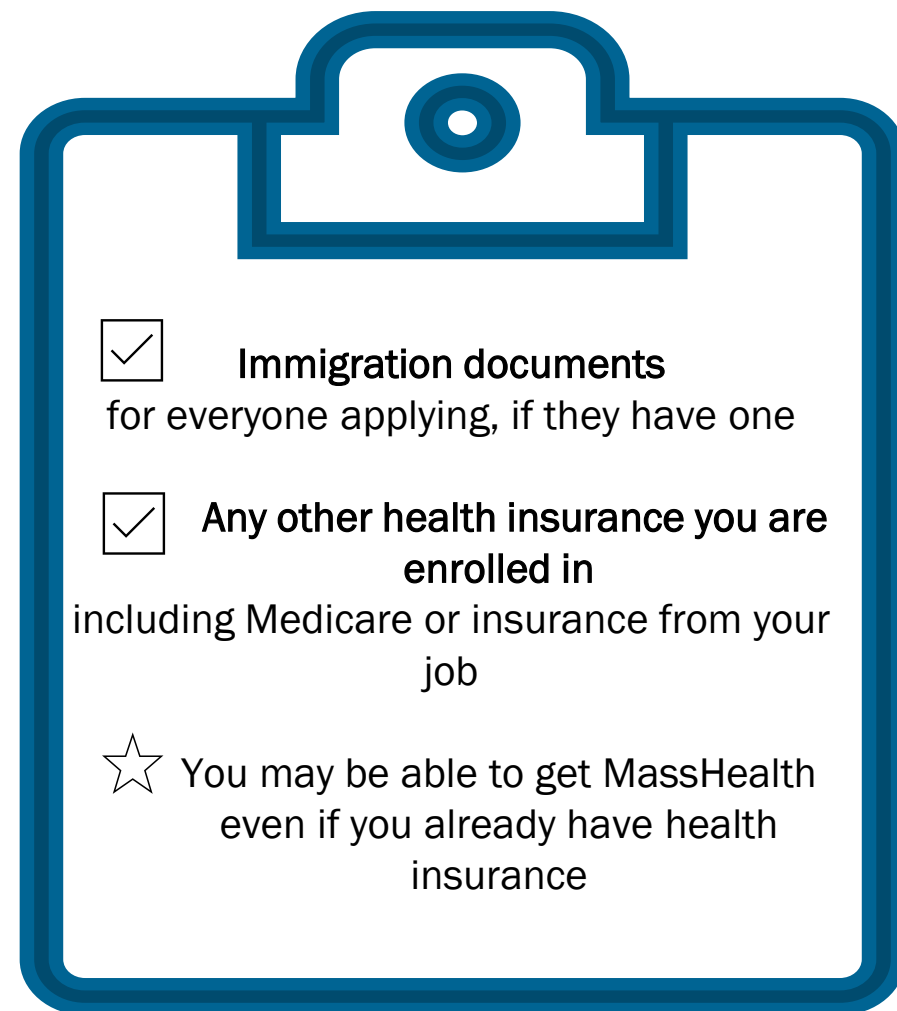 Immigration documents
for everyone applying, if they have one
Any other health insurance you are
enrolled in
including Medicare or insurance from your
job
You may be able to get MassHealth
even if you already have health
insurance